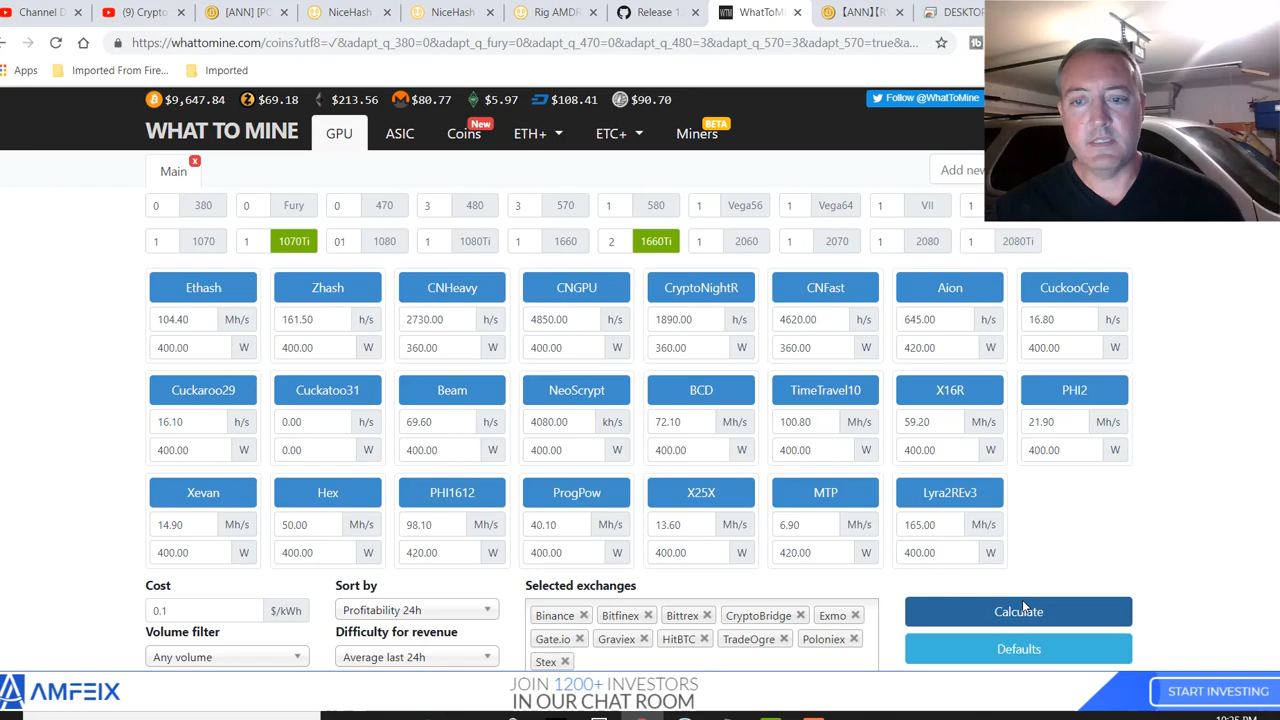 Channel D
(9) Crypto
[ANN] [PO
NiceHash
NiceHash
Rig AMDR
Release 1
WhatToMi
【ANN】【R
DESKTOP
https://whattomine.com/coins?utf8=✓&adapt_q_380=0&adapt_q_fury=0&adapt_q_470=0&adapt_q_480=3&adapt_q_570=3&adapt_570=true&a...
Apps Imported From Fire... Imported
$9,647.84 $69.18 $213.56 $80.77 $5.97 $108.41 $90.70 Follow @WhatToMine
WHAT TO MINE GPU ASIC Coins New ETH+ ETC+ Miners BETA
Main x Add new
0 380 0 Fury 0 470 3 480 3 570 1 580 1 Vega56 1 Vega64 1 VII 1
1 1070 1 1070Ti 01 1080 1 1080Ti 1 1660 2 1660Ti 1 2060 1 2070 1 2080 1 2080Ti
Ethash Zhash CNHeavy CNGPU CryptoNightR CNFast Aion CuckooCycle
104.40 Mh/s 161.50 h/s 2730.00 h/s 4850.00 h/s 1890.00 h/s 4620.00 h/s 645.00 h/s 16.80 h/s
400.00 W 400.00 W 360.00 W 400.00 W 360.00 W 360.00 W 420.00 W 400.00 W
Cuckaroo29 Cuckatoo31 Beam NeoScrypt BCD TimeTravel10 X16R PHI2
16.10 h/s 0.00 h/s 69.60 h/s 4080.00 kh/s 72.10 Mh/s 100.80 Mh/s 59.20 Mh/s 21.90 Mh/s
400.00 W 0.00 W 400.00 W 400.00 W 400.00 W 400.00 W 400.00 W 400.00 W
Xevan Hex PHI1612 ProgPow X25X MTP Lyra2REv3
14.90 Mh/s 50.00 Mh/s 98.10 Mh/s 40.10 Mh/s 13.60 Mh/s 6.90 Mh/s 165.00 Mh/s
400.00 W 400.00 W 420.00 W 400.00 W 400.00 W 420.00 W 400.00 W
Cost Sort by Selected exchanges
0.1 $/kWh Profitability 24h Binance Bitfinex Bittrex CryptoBridge Exmo Calculate
Volume filter Difficulty for revenue Gate.io Graviex HitBTC TradeOgre Poloniex Defaults
Any volume Average last 24h Stex
AMFEIX JOIN 1200+ INVESTORS START INVESTING
IN OUR CHAT ROOM